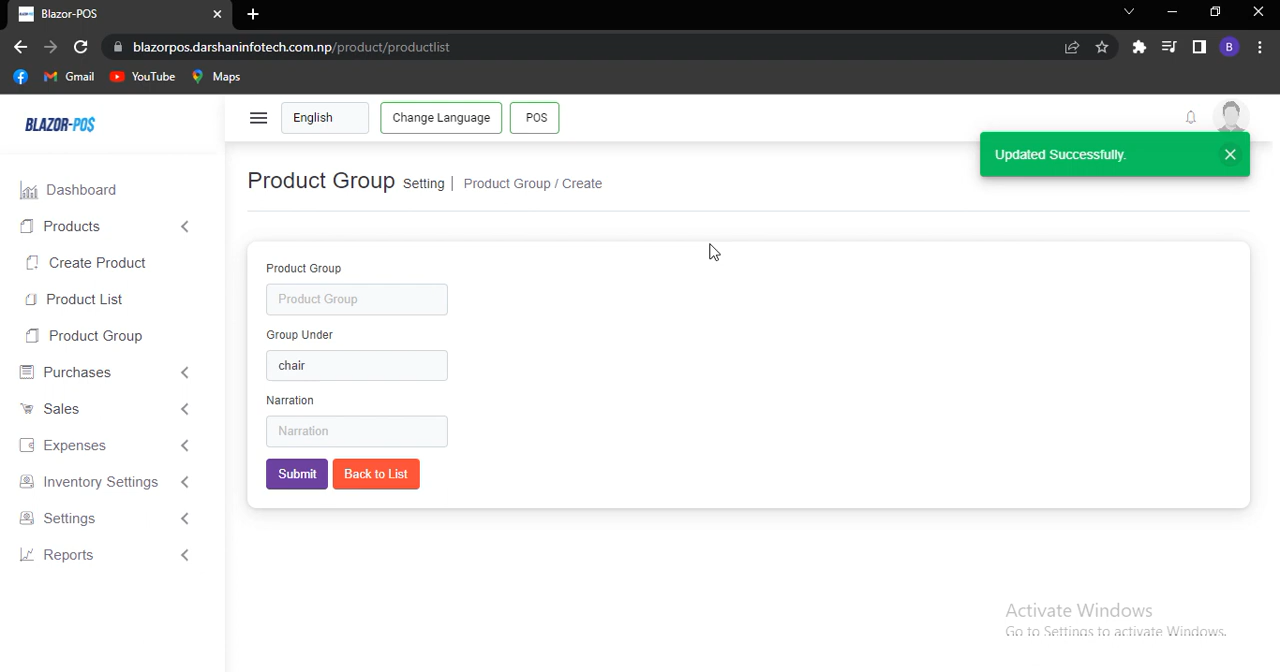 Blazor-POS
blazorpos.darshaninfotech.com.np/product/productlist
B
Gmail
YouTube
Maps
BLAZOR-POS
English
Change Language
POS
Updated Successfully.
Product Group Setting | Product Group / Create
Dashboard
Products
Create Product
Product List
Product Group
Purchases
Sales
Expenses
Inventory Settings
Settings
Reports
Product Group
Product Group
Group Under
chair
Narration
Narration
Submit
Back to List
Activate Windows
Go to Settings to activate Windows.